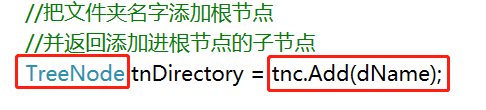 //把文件夹名字添加根节点
//并返回添加进根节点的子节点
TreeNode tnDirectory = tnc.Add(dName);